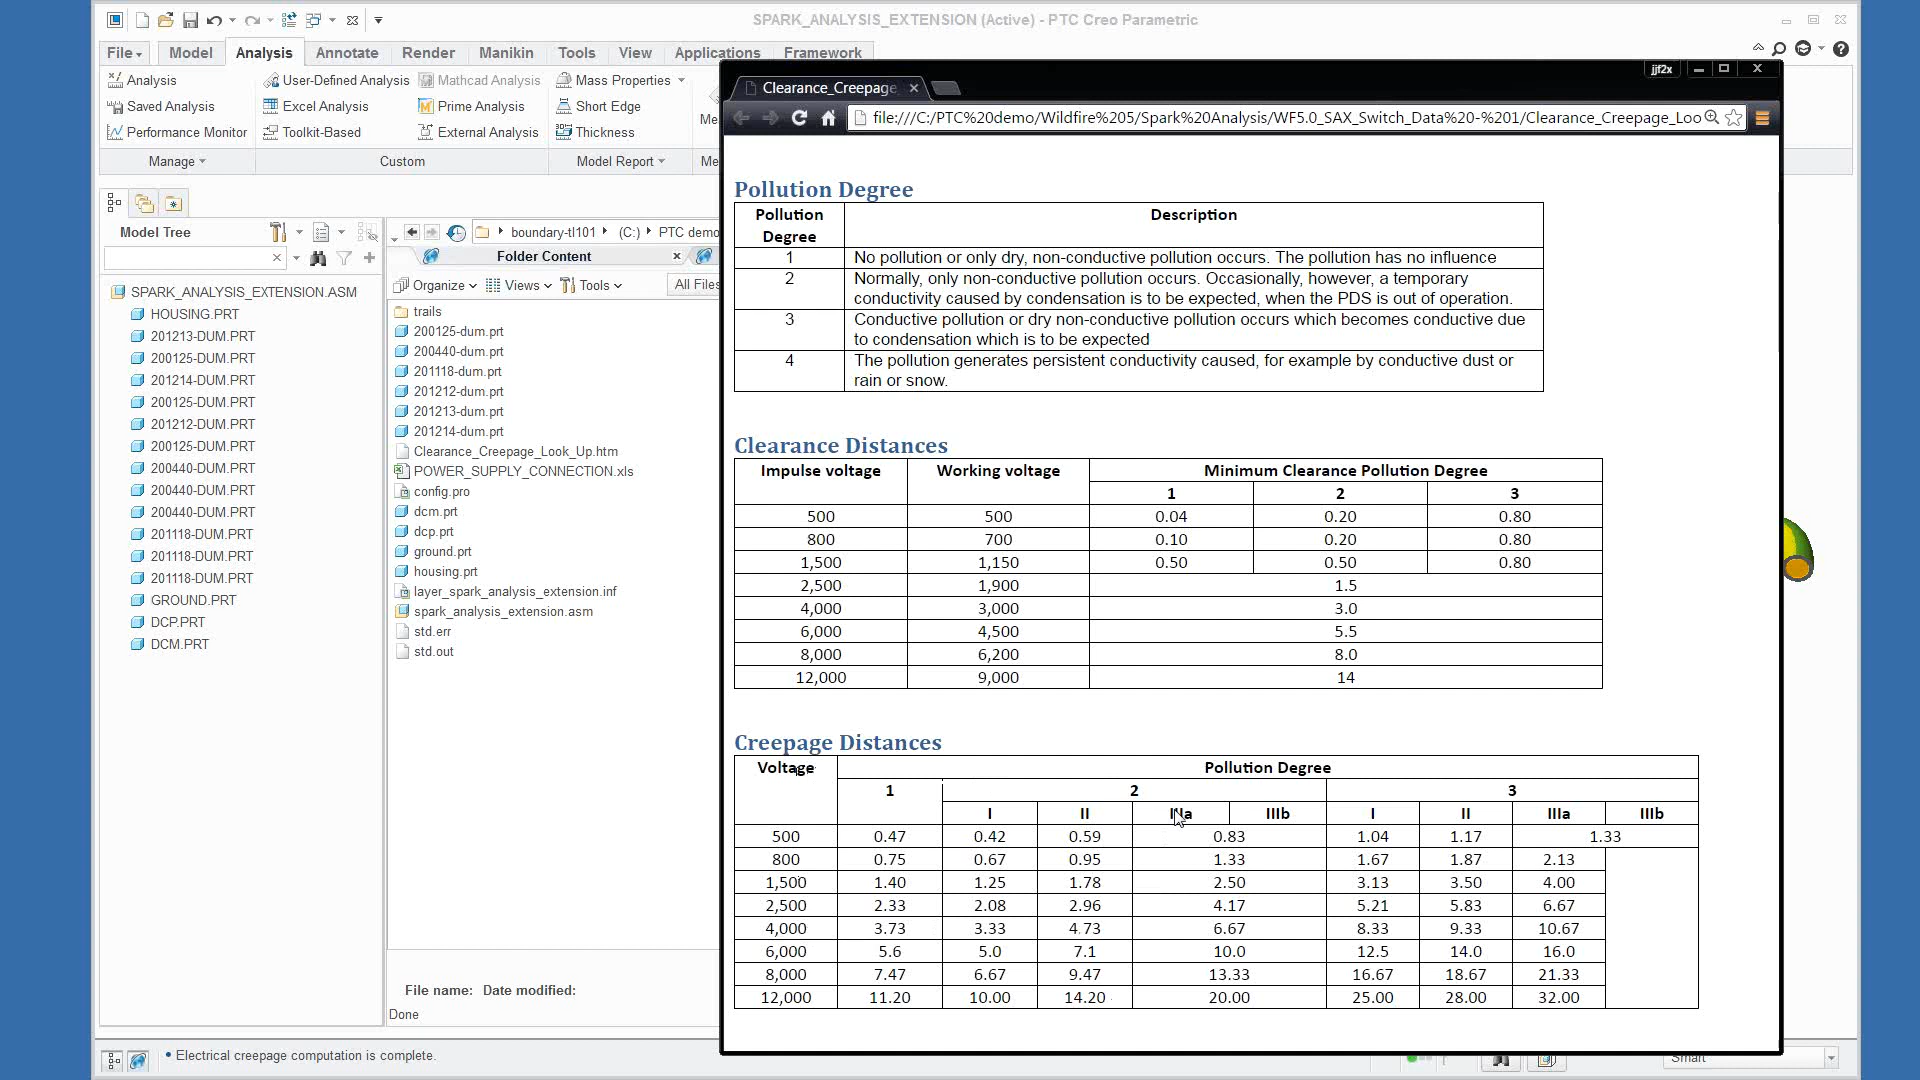 SPARK_ANALYSIS_EXTENSION (Active) - PTC Creo Parametric
File Model Analysis Annotate Render Manikin Tools View Applications Framework
Analysis User-Defined Analysis Mathcad Analysis Mass Properties
Saved Analysis Excel Analysis Prime Analysis Short Edge Me
Performance Monitor Toolkit-Based External Analysis Thickness
Manage Custom Model Report Me
Model Tree
SPARK_ANALYSIS_EXTENSION.ASM
HOUSING.PRT
201213-DUM.PRT
200125-DUM.PRT
201214-DUM.PRT
200125-DUM.PRT
201212-DUM.PRT
200125-DUM.PRT
200440-DUM.PRT
200440-DUM.PRT
200440-DUM.PRT
201118-DUM.PRT
201118-DUM.PRT
201118-DUM.PRT
GROUND.PRT
DCP.PRT
DCM.PRT
boundary-tl101 (C:) PTC demo
Folder Content
Organize Views Tools All Files
trails
200125-dum.prt
200440-dum.prt
201118-dum.prt
201212-dum.prt
201213-dum.prt
201214-dum.prt
Clearance_Creepage_Look_Up.htm
POWER_SUPPLY_CONNECTION.xls
config.pro
dcm.prt
dcp.prt
ground.prt
housing.prt
layer_spark_analysis_extension.inf
spark_analysis_extension.asm
std.err
std.out
File name: Date modified:
Done
Electrical creepage computation is complete.
Smart
jjf2x
Clearance_Creepage
file:///C:/PTC%20demo/Wildfire%205/Spark%20Analysis/WF5.0_SAX_Switch_Data%20-%201/Clearance_Creepage_Loo
Pollution Degree
Pollution Degree Description
1 No pollution or only dry, non-conductive pollution occurs. The pollution has no influence
2 Normally, only non-conductive pollution occurs. Occasionally, however, a temporary
conductivity caused by condensation is to be expected, when the PDS is out of operation.
3 Conductive pollution or dry non-conductive pollution occurs which becomes conductive due
to condensation which is to be expected
4 The pollution generates persistent conductivity caused, for example by conductive dust or
rain or snow.
Clearance Distances
Impulse voltage Working voltage Minimum Clearance Pollution Degree
1 2 3
500 500 0.04 0.20 0.80
800 700 0.10 0.20 0.80
1,500 1,150 0.50 0.50 0.80
2,500 1,900 1.5
4,000 3,000 3.0
6,000 4,500 5.5
8,000 6,200 8.0
12,000 9,000 14
Creepage Distances
Voltage Pollution Degree
1 2 3
I II IIIa IIIb I II IIIa IIIb
500 0.47 0.42 0.59 0.83 1.04 1.17 1.33
800 0.75 0.67 0.95 1.33 1.67 1.87 2.13
1,500 1.40 1.25 1.78 2.50 3.13 3.50 4.00
2,500 2.33 2.08 2.96 4.17 5.21 5.83 6.67
4,000 3.73 3.33 4.73 6.67 8.33 9.33 10.67
6,000 5.6 5.0 7.1 10.0 12.5 14.0 16.0
8,000 7.47 6.67 9.47 13.33 16.67 18.67 21.33
12,000 11.20 10.00 14.20 20.00 25.00 28.00 32.00